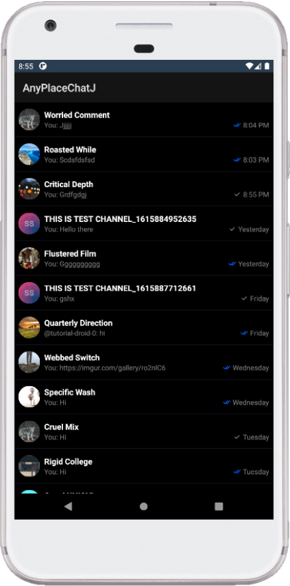 8:55
AnyPlaceChatJ
Worried Comment
You: Jjjjj
8:04 PM
Roasted While
You: Scdsfdsfsd
8:03 PM
Critical Depth
You: Grdfgdgj
8:55 PM
THIS IS TEST CHANNEL_1615884952635
SS
You: Hello there
Yesterday
Flustered Film
You: Gggggggggg
Yesterday
THIS IS TEST CHANNEL_1615887712661
SS
You: gshx
Friday
Quarterly Direction
@tutorial-droid-0: hi
Friday
Webbed Switch
You: https://imgur.com/gallery/ro2nlC6
Wednesday
Specific Wash
You: Hi
Wednesday
Cruel Mix
You: Hi
Tuesday
Rigid College
You: Hi
Tuesday